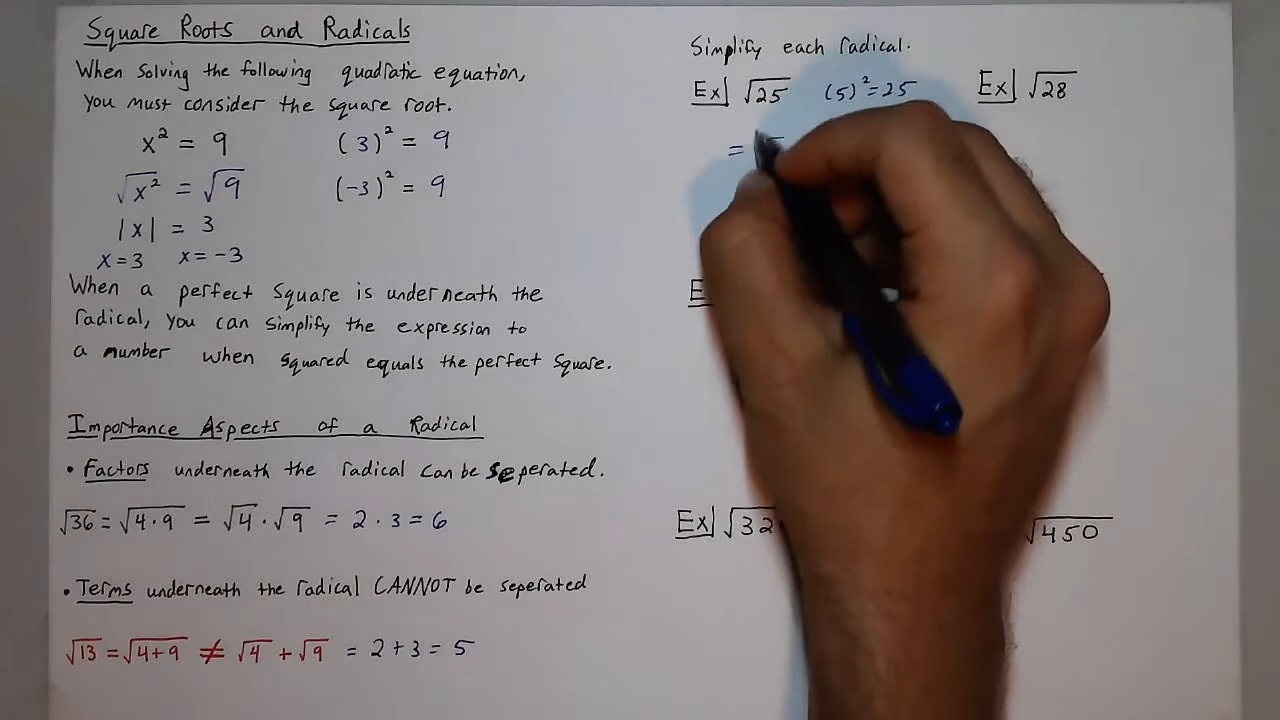 Square Roots and Radicals
When solving the following quadratic equation,
you must consider the square root.
x² = 9 (3)² = 9
√x² = √9 (-3)² = 9
|x| = 3
x=3 x=-3
When a perfect square is underneath the
radical, you can simplify the expression to
a number when squared equals the perfect square.
Importance Aspects of a Radical
• Factors underneath the radical can be seperated.
√36 = √4·9 = √4 · √9 = 2 · 3 = 6
• Terms underneath the radical CANNOT be seperated
√13 = √4+9 ≠ √4 + √9 = 2+3 = 5
Simplify each radical.
Ex| √25 (5)²=25 Ex| √28
=
Ex| √32
√450